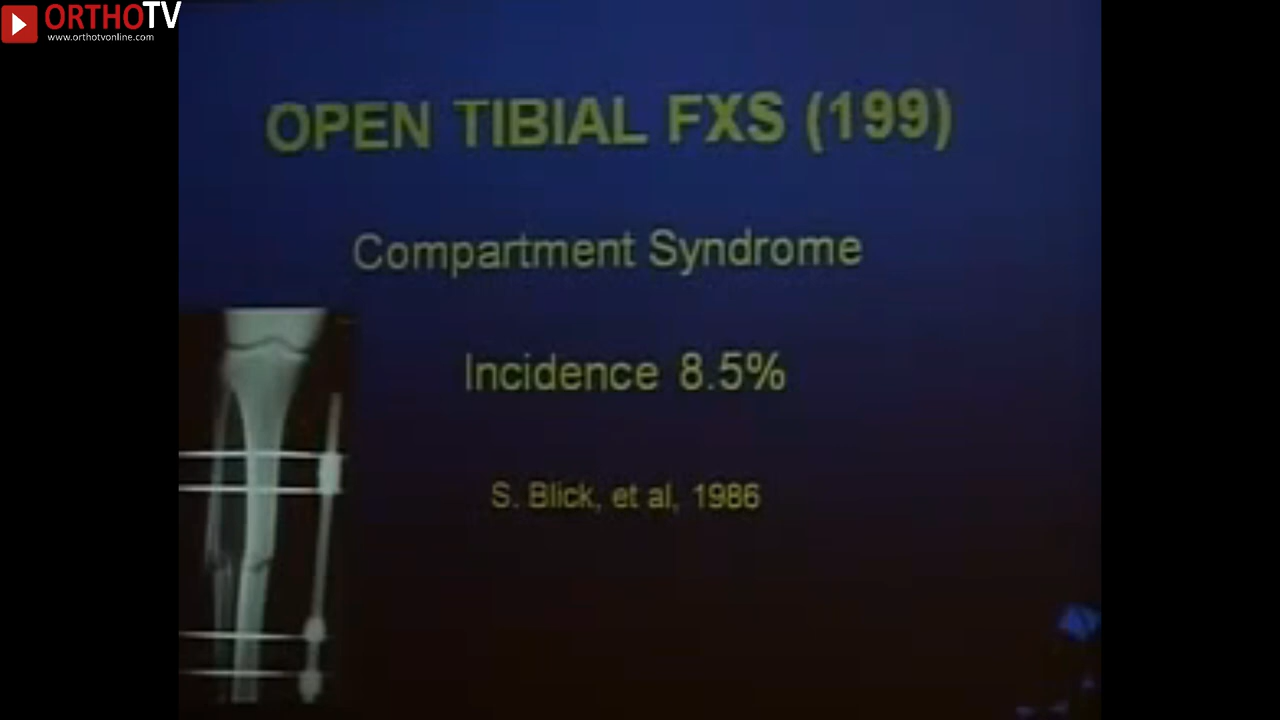 ORTHOTV
www.orthotvonline.com
OPEN TIBIAL FXS (199)
Compartment Syndrome
Incidence 8.5%
S. Blick, et al, 1986